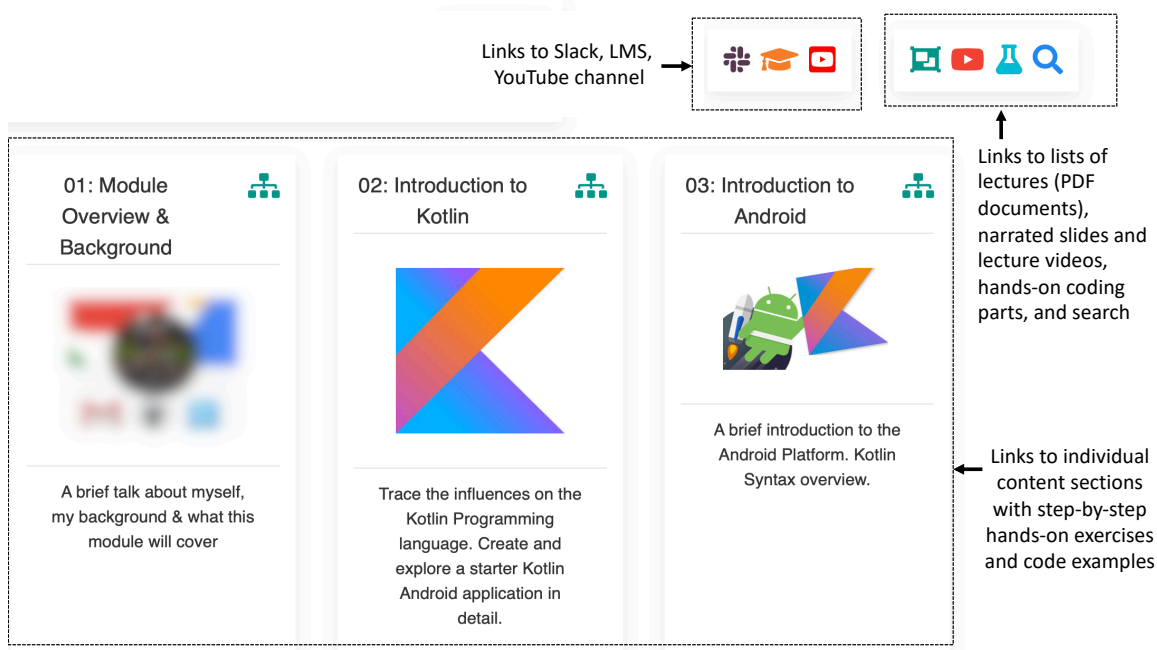 Links to Slack, LMS,
YouTube channel
Links to lists of
lectures (PDF
documents),
narrated slides and
lecture videos,
hands-on coding
parts, and search
01: Module
Overview &
Background
A brief talk about myself,
my background & what this
module will cover
02: Introduction to
Kotlin
Trace the influences on the
Kotlin Programming
language. Create and
explore a starter Kotlin
Android application in
detail.
03: Introduction to
Android
A brief introduction to the
Android Platform. Kotlin
Syntax overview.
Links to individual
content sections
with step-by-step
hands-on exercises
and code examples